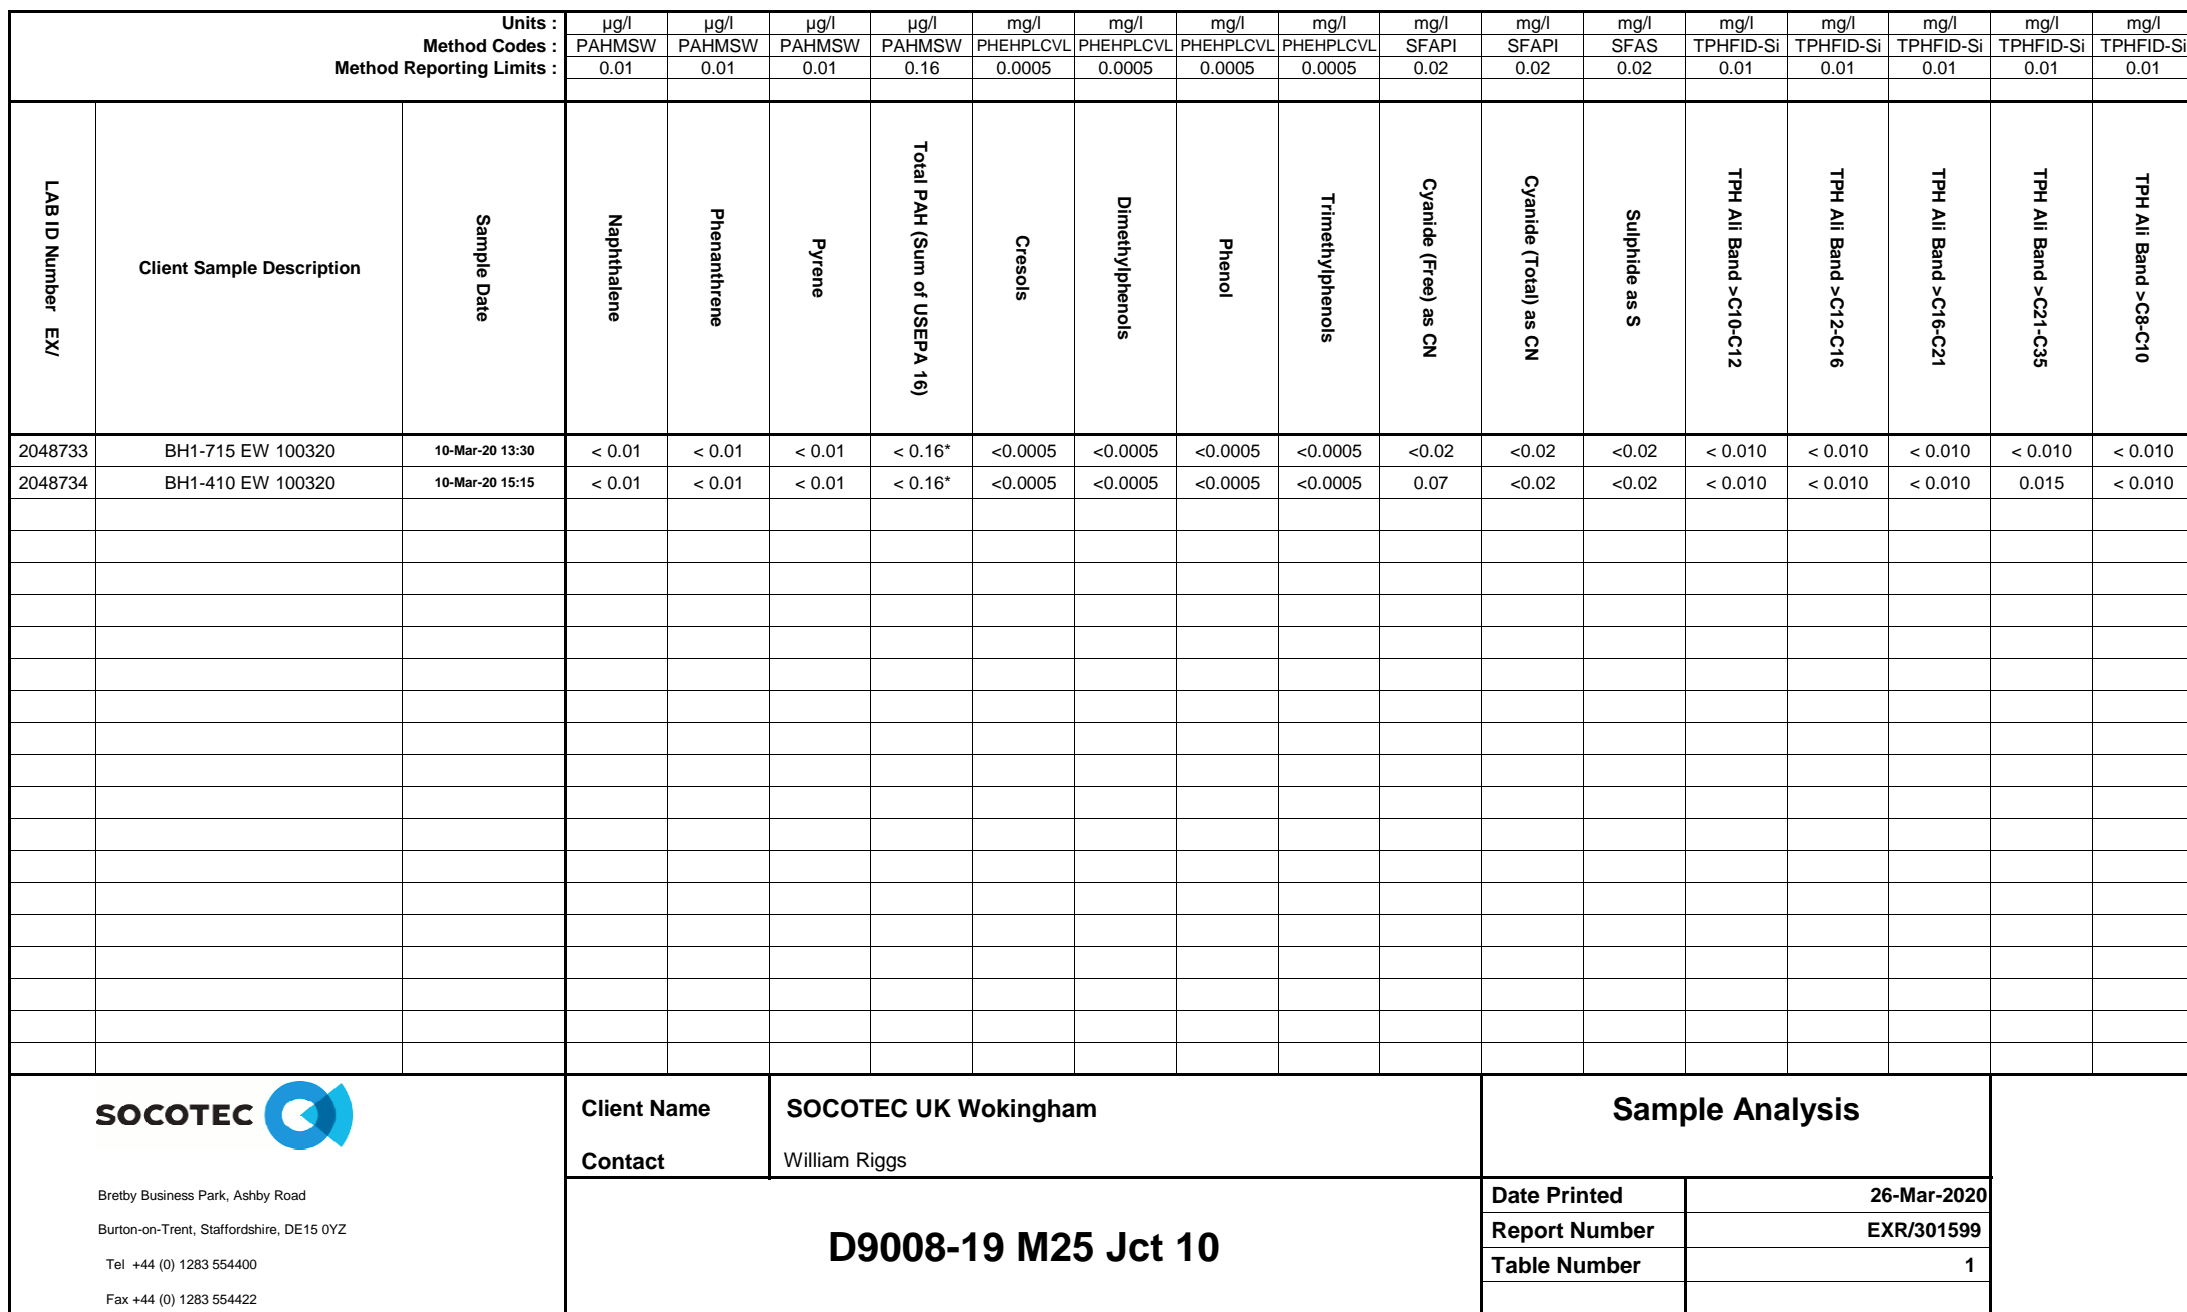 Units : µg/l µg/l µg/l µg/l mg/l mg/l mg/l mg/l mg/l mg/l mg/l mg/l mg/l mg/l mg/l mg/l
Method Codes : PAHMSW PAHMSW PAHMSW PAHMSW PHEHPLCVL PHEHPLCVL PHEHPLCVL PHEHPLCVL SFAPI SFAPI SFAS TPHFID-Si TPHFID-Si TPHFID-Si TPHFID-Si TPHFID-Si
Method Reporting Limits : 0.01 0.01 0.01 0.16 0.0005 0.0005 0.0005 0.0005 0.02 0.02 0.02 0.01 0.01 0.01 0.01 0.01
LAB ID Number EX/
Client Sample Description
Sample Date
Naphthalene
Phenanthrene
Pyrene
Total PAH (Sum of USEPA 16)
Cresols
Dimethylphenols
Phenol
Trimethylphenols
Cyanide (Free) as CN
Cyanide (Total) as CN
Sulphide as S
TPH Ali Band >C10-C12
TPH Ali Band >C12-C16
TPH Ali Band >C16-C21
TPH Ali Band >C21-C35
TPH Ali Band >C8-C10
2048733 BH1-715 EW 100320 10-Mar-20 13:30 < 0.01 < 0.01 < 0.01 < 0.16* <0.0005 <0.0005 <0.0005 <0.0005 <0.02 <0.02 <0.02 < 0.010 < 0.010 < 0.010 < 0.010 < 0.010
2048734 BH1-410 EW 100320 10-Mar-20 15:15 < 0.01 < 0.01 < 0.01 < 0.16* <0.0005 <0.0005 <0.0005 <0.0005 0.07 <0.02 <0.02 < 0.010 < 0.010 < 0.010 0.015 < 0.010
SOCOTEC
Bretby Business Park, Ashby Road
Burton-on-Trent, Staffordshire, DE15 0YZ
Tel +44 (0) 1283 554400
Fax +44 (0) 1283 554422
Client Name SOCOTEC UK Wokingham
Contact William Riggs
D9008-19 M25 Jct 10
Sample Analysis
Date Printed 26-Mar-2020
Report Number EXR/301599
Table Number 1